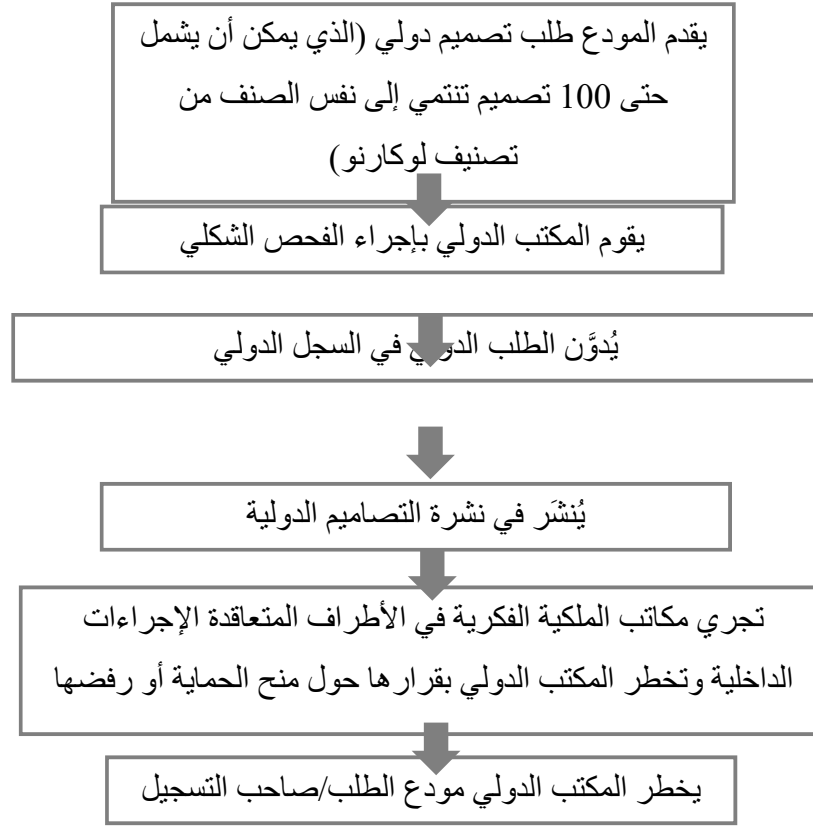 يقدم المودع طلب تصميم دولي (الذي يمكن أن يشمل
حتى 100 تصميم تنتمي إلى نفس الصنف من
تصنيف لوكارنو)
يقوم المكتب الدولي بإجراء الفحص الشكلي
يُدوَّن الطلب الدولي في السجل الدولي
يُنشَر في نشرة التصاميم الدولية
تجري مكاتب الملكية الفكرية في الأطراف المتعاقدة الإجراءات
الداخلية وتخطر المكتب الدولي بقرارها حول منح الحماية أو رفضها
يخطر المكتب الدولي مودع الطلب/صاحب التسجيل